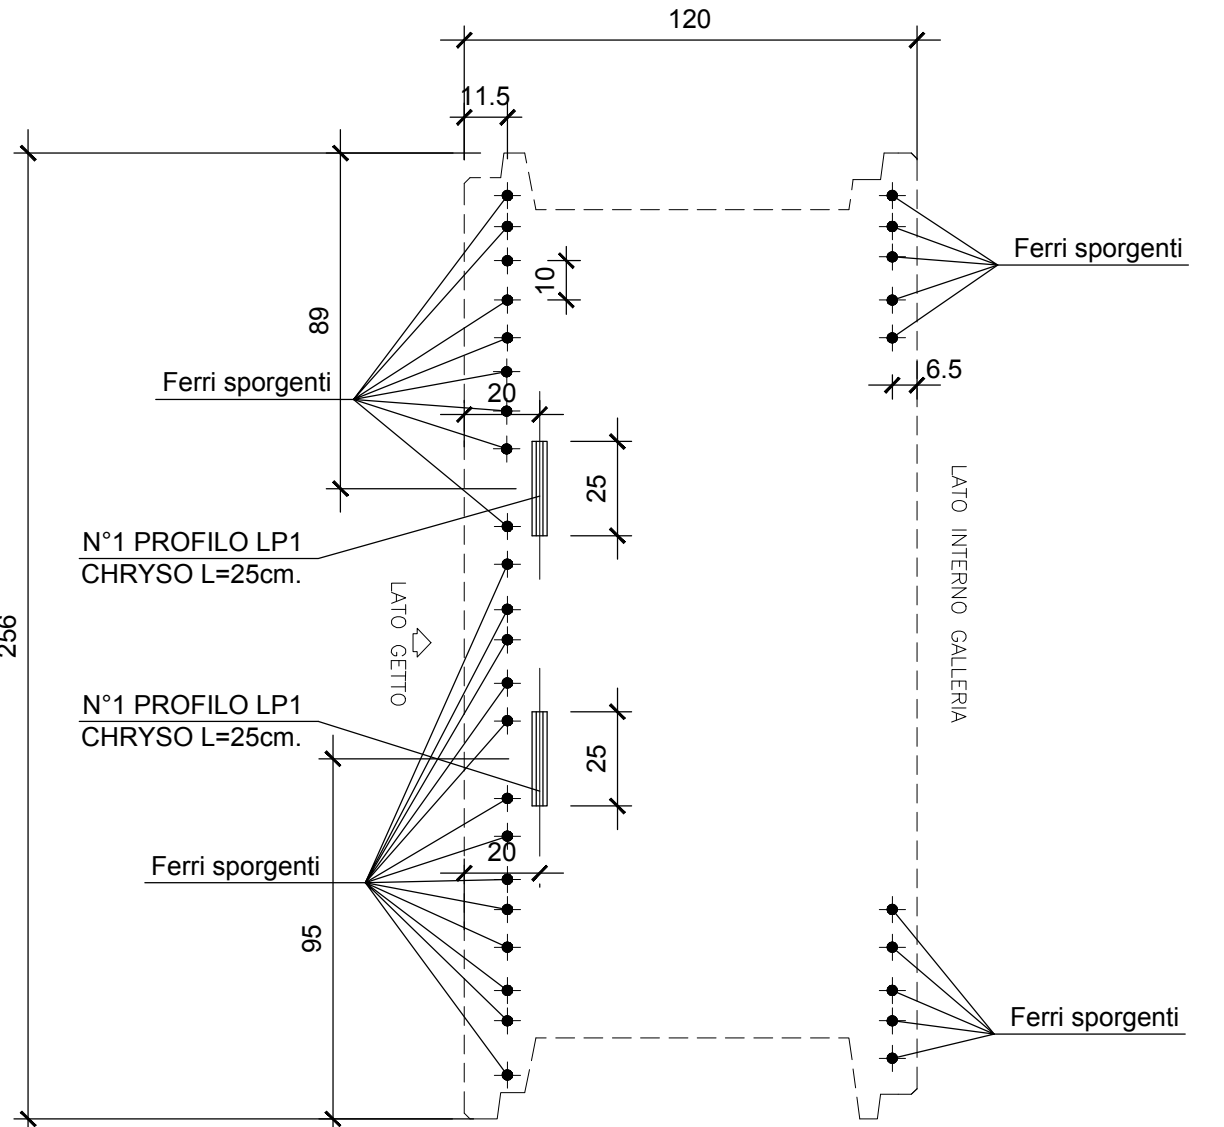 120
11.5
Ferri sporgenti
10
89
6.5
Ferri sporgenti
20
25
N°1 PROFILO LP1
CHRYSO L=25cm.
LATO INTERNO GALLERIA
LATO GETTO
256
N°1 PROFILO LP1
CHRYSO L=25cm.
25
20
Ferri sporgenti
95
Ferri sporgenti